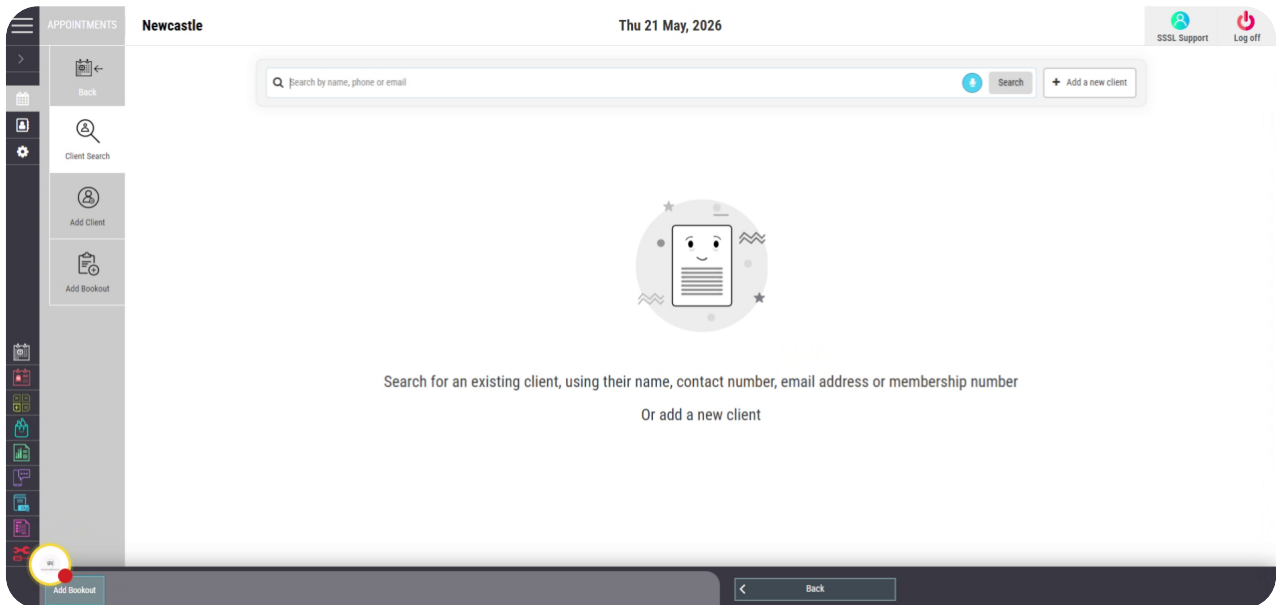 APPOINTMENTS
Newcastle
Thu 21 May, 2026
SSSL Support
Log off
Back
Search by name, phone or email
Search
+ Add a new client
Client Search
Add Client
Add Bookout
Search for an existing client, using their name, contact number, email address or membership number
Or add a new client
Add Bookout
Back